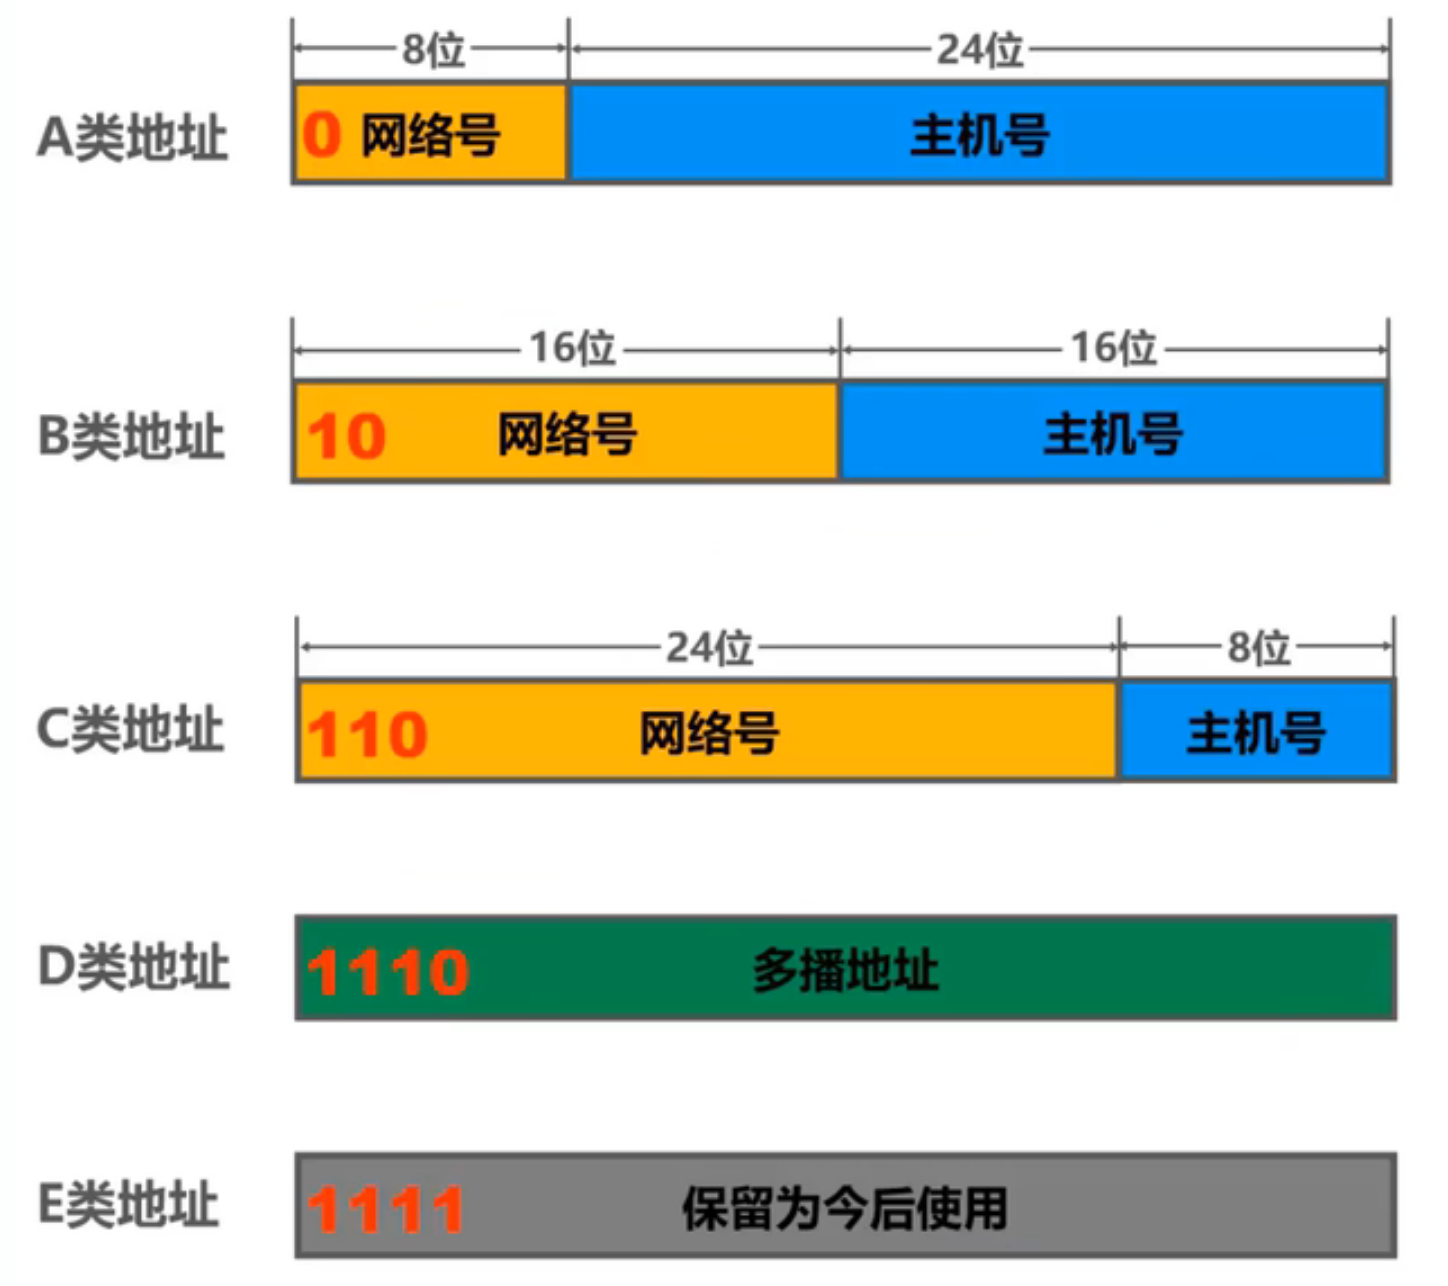 8位 24位
A类地址 0 网络号 主机号
16位 16位
B类地址 10 网络号 主机号
24位 8位
C类地址 110 网络号 主机号
D类地址 1110 多播地址
E类地址 1111 保留为今后使用